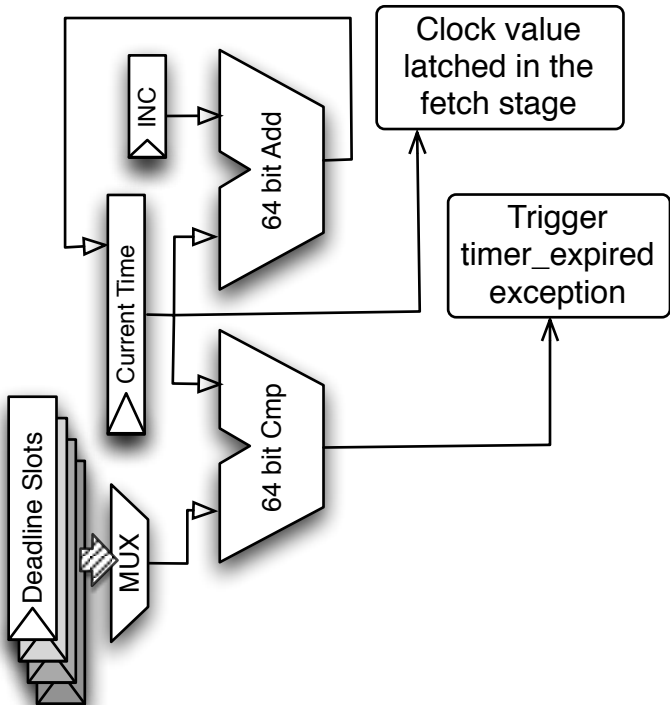 Clock value
latched in the
fetch stage
INC
64 bit Add
Trigger
timer_expired
exception
Current Time
64 bit Cmp
Deadline Slots
MUX